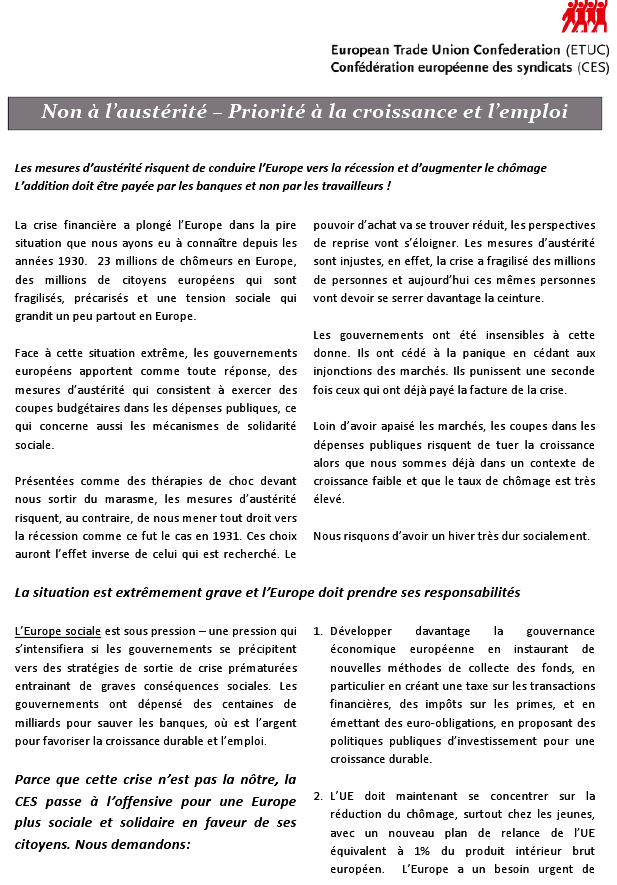 European Trade Union Confederation (ETUC)
Confédération européenne des syndicats (CES)
Non à l’austérité – Priorité à la croissance et l’emploi
Les mesures d’austérité risquent de conduire l’Europe vers la récession et d’augmenter le chômage
L’addition doit être payée par les banques et non par les travailleurs !
La crise financière a plongé l’Europe dans la pire
situation que nous ayons eu à connaître depuis les
années 1930. 23 millions de chômeurs en Europe,
des millions de citoyens européens qui sont
fragilisés, précarisés et une tension sociale qui
grandit un peu partout en Europe.
Face à cette situation extrême, les gouvernements
européens apportent comme toute réponse, des
mesures d’austérité qui consistent à exercer des
coupes budgétaires dans les dépenses publiques, ce
qui concerne aussi les mécanismes de solidarité
sociale.
Présentées comme des thérapies de choc devant
nous sortir du marasme, les mesures d’austérité
risquent, au contraire, de nous mener tout droit vers
la récession comme ce fut le cas en 1931. Ces choix
auront l’effet inverse de celui qui est recherché. Le
pouvoir d’achat va se trouver réduit, les perspectives
de reprise vont s’éloigner. Les mesures d’austérité
sont injustes, en effet, la crise a fragilisé des millions
de personnes et aujourd’hui ces mêmes personnes
vont devoir se serrer davantage la ceinture.
Les gouvernements ont été insensibles à cette
donne. Ils ont cédé à la panique en cédant aux
injonctions des marchés. Ils punissent une seconde
fois ceux qui ont déjà payé la facture de la crise.
Loin d’avoir apaisé les marchés, les coupes dans les
dépenses publiques risquent de tuer la croissance
alors que nous sommes déjà dans un contexte de
croissance faible et que le taux de chômage est très
élevé.
Nous risquons d’avoir un hiver très dur socialement.
La situation est extrêmement grave et l’Europe doit prendre ses responsabilités
L’Europe sociale est sous pression – une pression qui
s’intensifiera si les gouvernements se précipitent
vers des stratégies de sortie de crise prématurées
entrainant de graves conséquences sociales. Les
gouvernements ont dépensé des centaines de
milliards pour sauver les banques, où est l’argent
pour favoriser la croissance durable et l’emploi.
Parce que cette crise n’est pas la nôtre, la
CES passe à l’offensive pour une Europe
plus sociale et solidaire en faveur de ses
citoyens. Nous demandons:
1. Développer davantage la gouvernance
économique européenne en instaurant de
nouvelles méthodes de collecte des fonds, en
particulier en créant une taxe sur les transactions
financières, des impôts sur les primes, et en
émettant des euro-obligations, en proposant des
politiques publiques d’investissement pour une
croissance durable.
2. L’UE doit maintenant se concentrer sur la
réduction du chômage, surtout chez les jeunes,
avec un nouveau plan de relance de l’UE
équivalent à 1% du produit intérieur brut
européen. L’Europe a un besoin urgent de